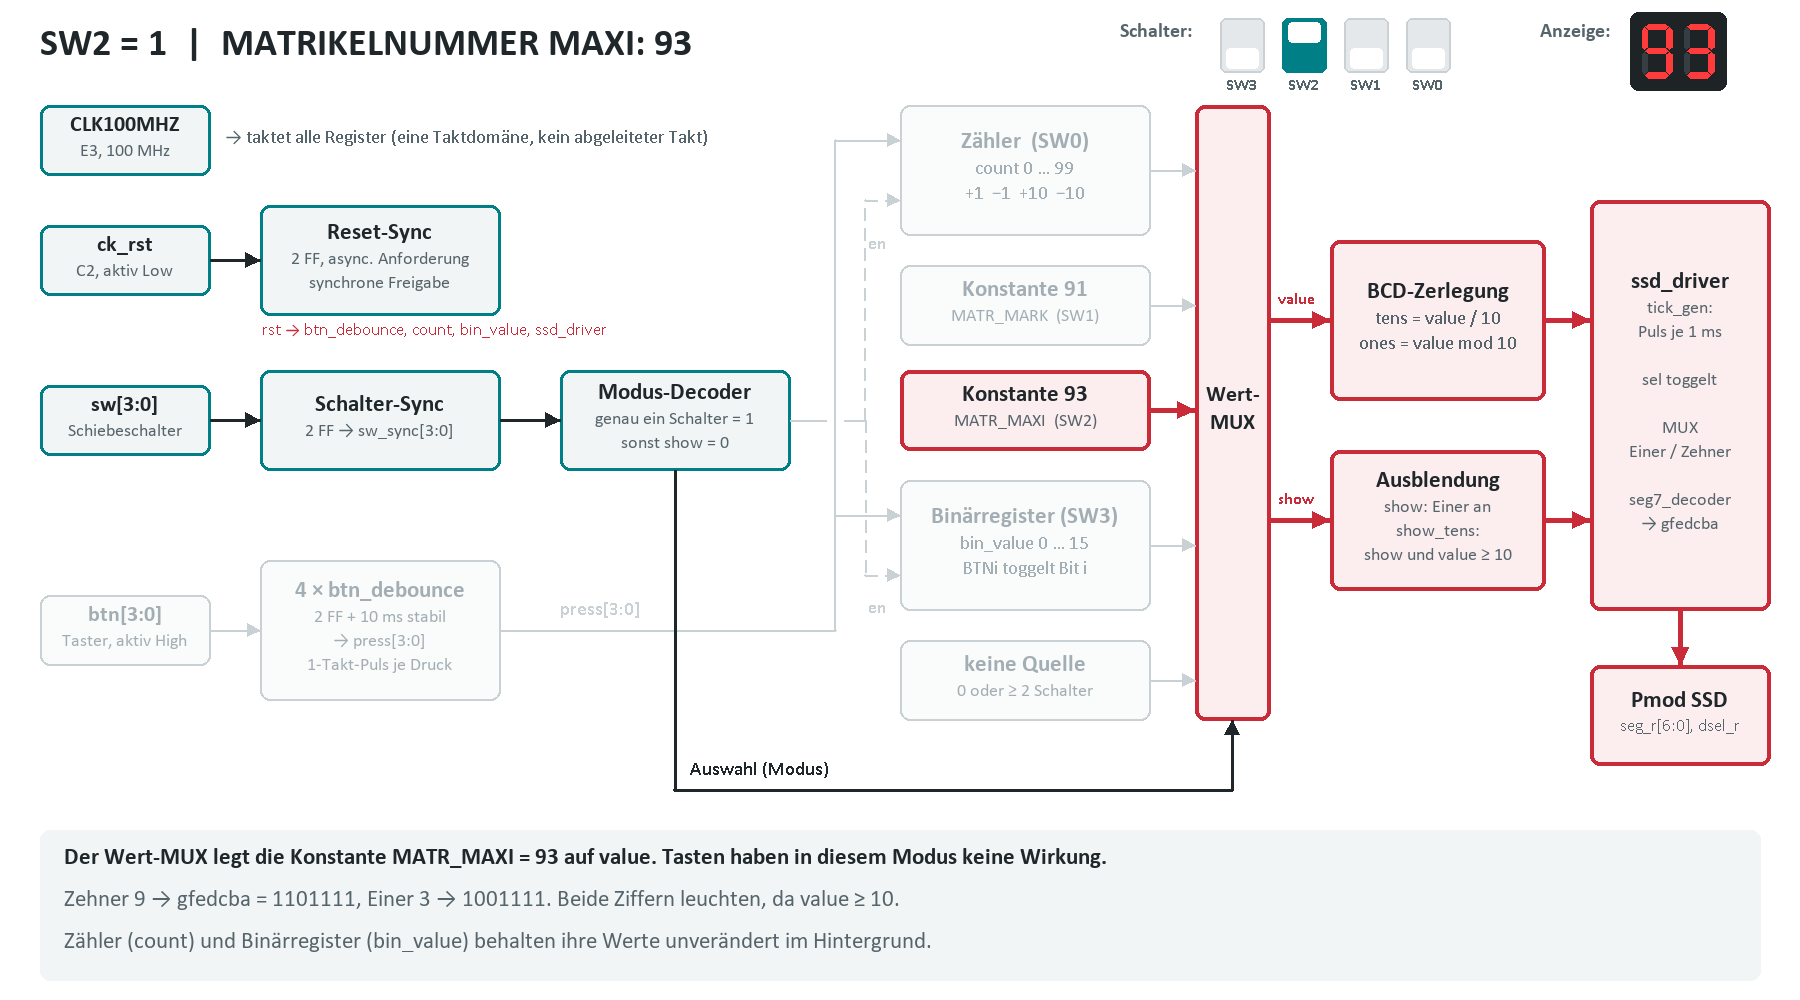 SW2 = 1 | MATRIKELNUMMER MAXI: 93
Schalter:
SW3
SW2
SW1
SW0
Anzeige:
93
CLK100MHZ
E3, 100 MHz
→ taktet alle Register (eine Taktdomäne, kein abgeleiteter Takt)
ck_rst
C2, aktiv Low
Reset-Sync
2 FF, async. Anforderung
synchrone Freigabe
rst → btn_debounce, count, bin_value, ssd_driver
sw[3:0]
Schiebeschalter
Schalter-Sync
2 FF → sw_sync[3:0]
Modus-Decoder
genau ein Schalter = 1
sonst show = 0
btn[3:0]
Taster, aktiv High
4 × btn_debounce
2 FF + 10 ms stabil
→ press[3:0]
1-Takt-Puls je Druck
press[3:0]
Zähler (SW0)
count 0 ... 99
+1 −1 +10 −10
en
Konstante 91
MATR_MARK (SW1)
Konstante 93
MATR_MAXI (SW2)
Binärregister (SW3)
bin_value 0 ... 15
BTNi toggelt Bit i
en
keine Quelle
0 oder ≥ 2 Schalter
Wert-
MUX
Auswahl (Modus)
value
show
BCD-Zerlegung
tens = value / 10
ones = value mod 10
Ausblendung
show: Einer an
show_tens:
show und value ≥ 10
ssd_driver
tick_gen:
Puls je 1 ms
sel toggelt
MUX
Einer / Zehner
seg7_decoder
→ gfedcba
Pmod SSD
seg_r[6:0], dsel_r
Der Wert-MUX legt die Konstante MATR_MAXI = 93 auf value. Tasten haben in diesem Modus keine Wirkung.
Zehner 9 → gfedcba = 1101111, Einer 3 → 1001111. Beide Ziffern leuchten, da value ≥ 10.
Zähler (count) und Binärregister (bin_value) behalten ihre Werte unverändert im Hintergrund.